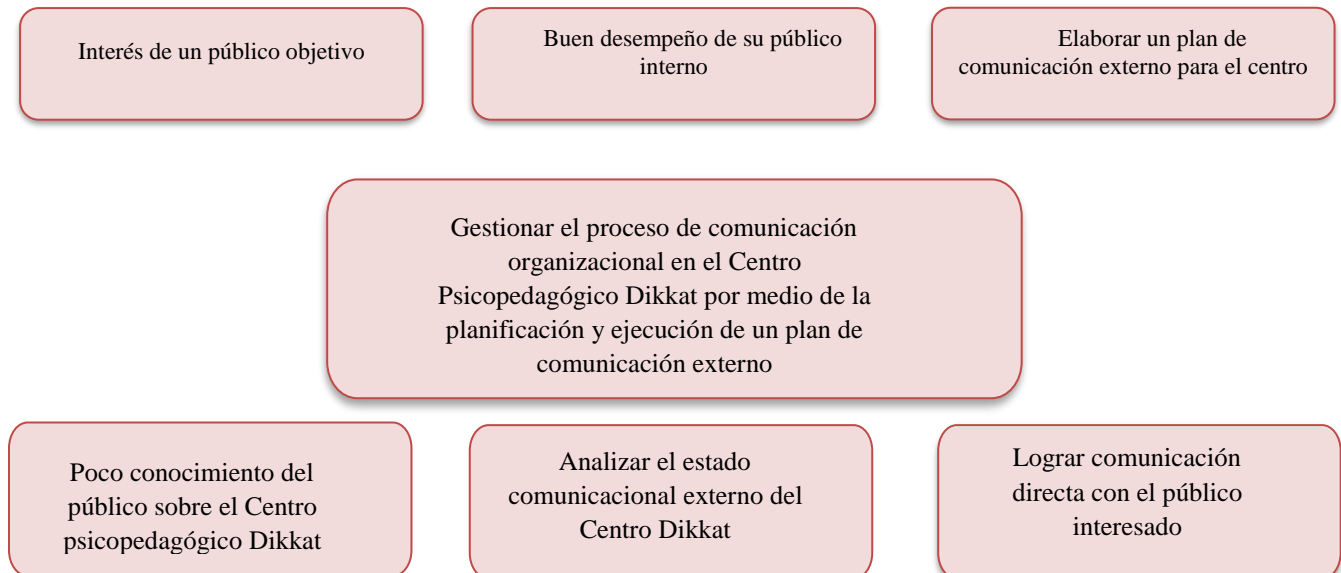 Interés de un público objetivo
Buen desempeño de su público
interno
Elaborar un plan de
comunicación externo para el centro
Gestionar el proceso de comunicación
organizacional en el Centro
Psicopedagógico Dikkat por medio de la
planificación y ejecución de un plan de
comunicación externo
Poco conocimiento del
público sobre el Centro
psicopedagógico Dikkat
Analizar el estado
comunicacional externo del
Centro Dikkat
Lograr comunicación
directa con el público
interesado